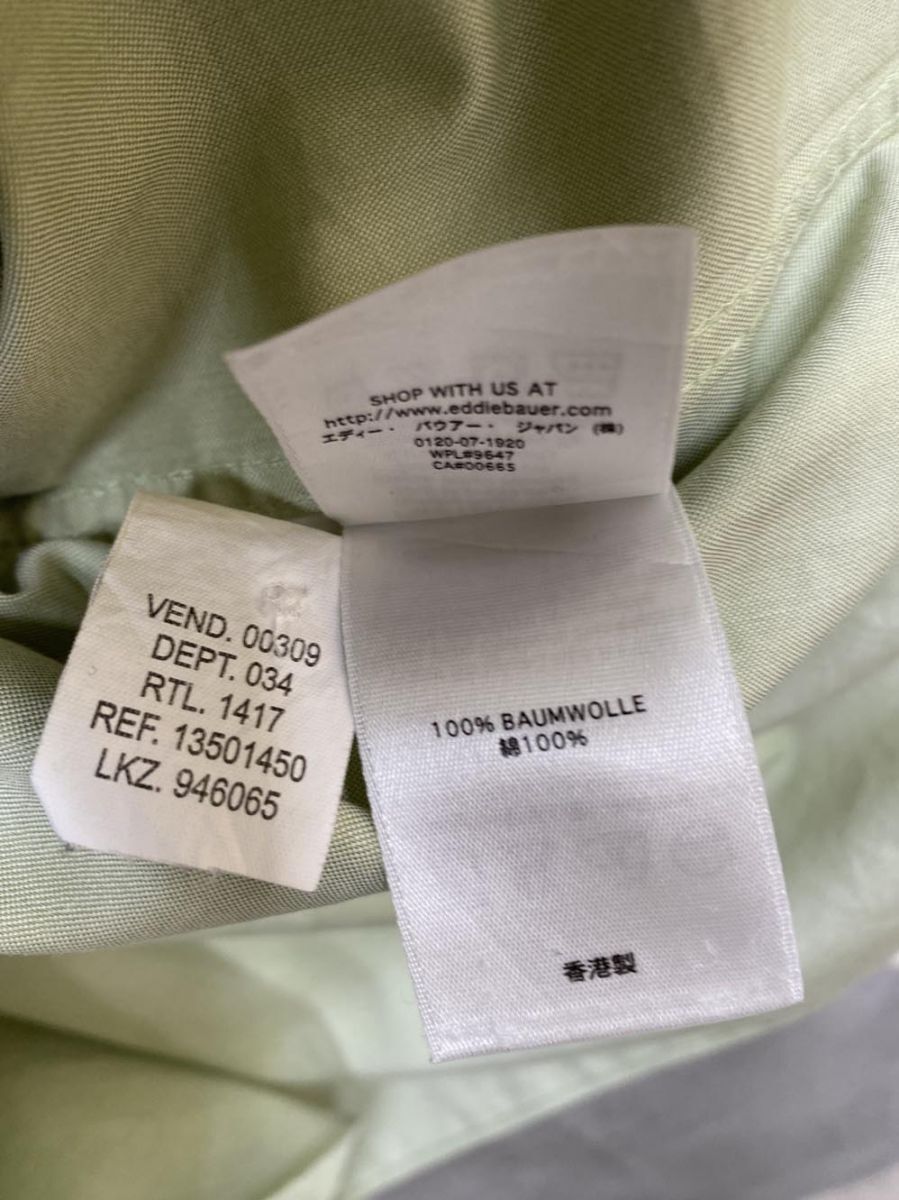 SHOP WITH US AT
http://www.eddiebauer.com
エディー・ バウアー・ ジャパン (株)
0120-07-1920
WPL#9647
CA#00665
VEND. 00309
DEPT. 034
RTL. 1417
REF. 13501450
LKZ. 946065
100% BAUMWOLLE
綿100%
香港製